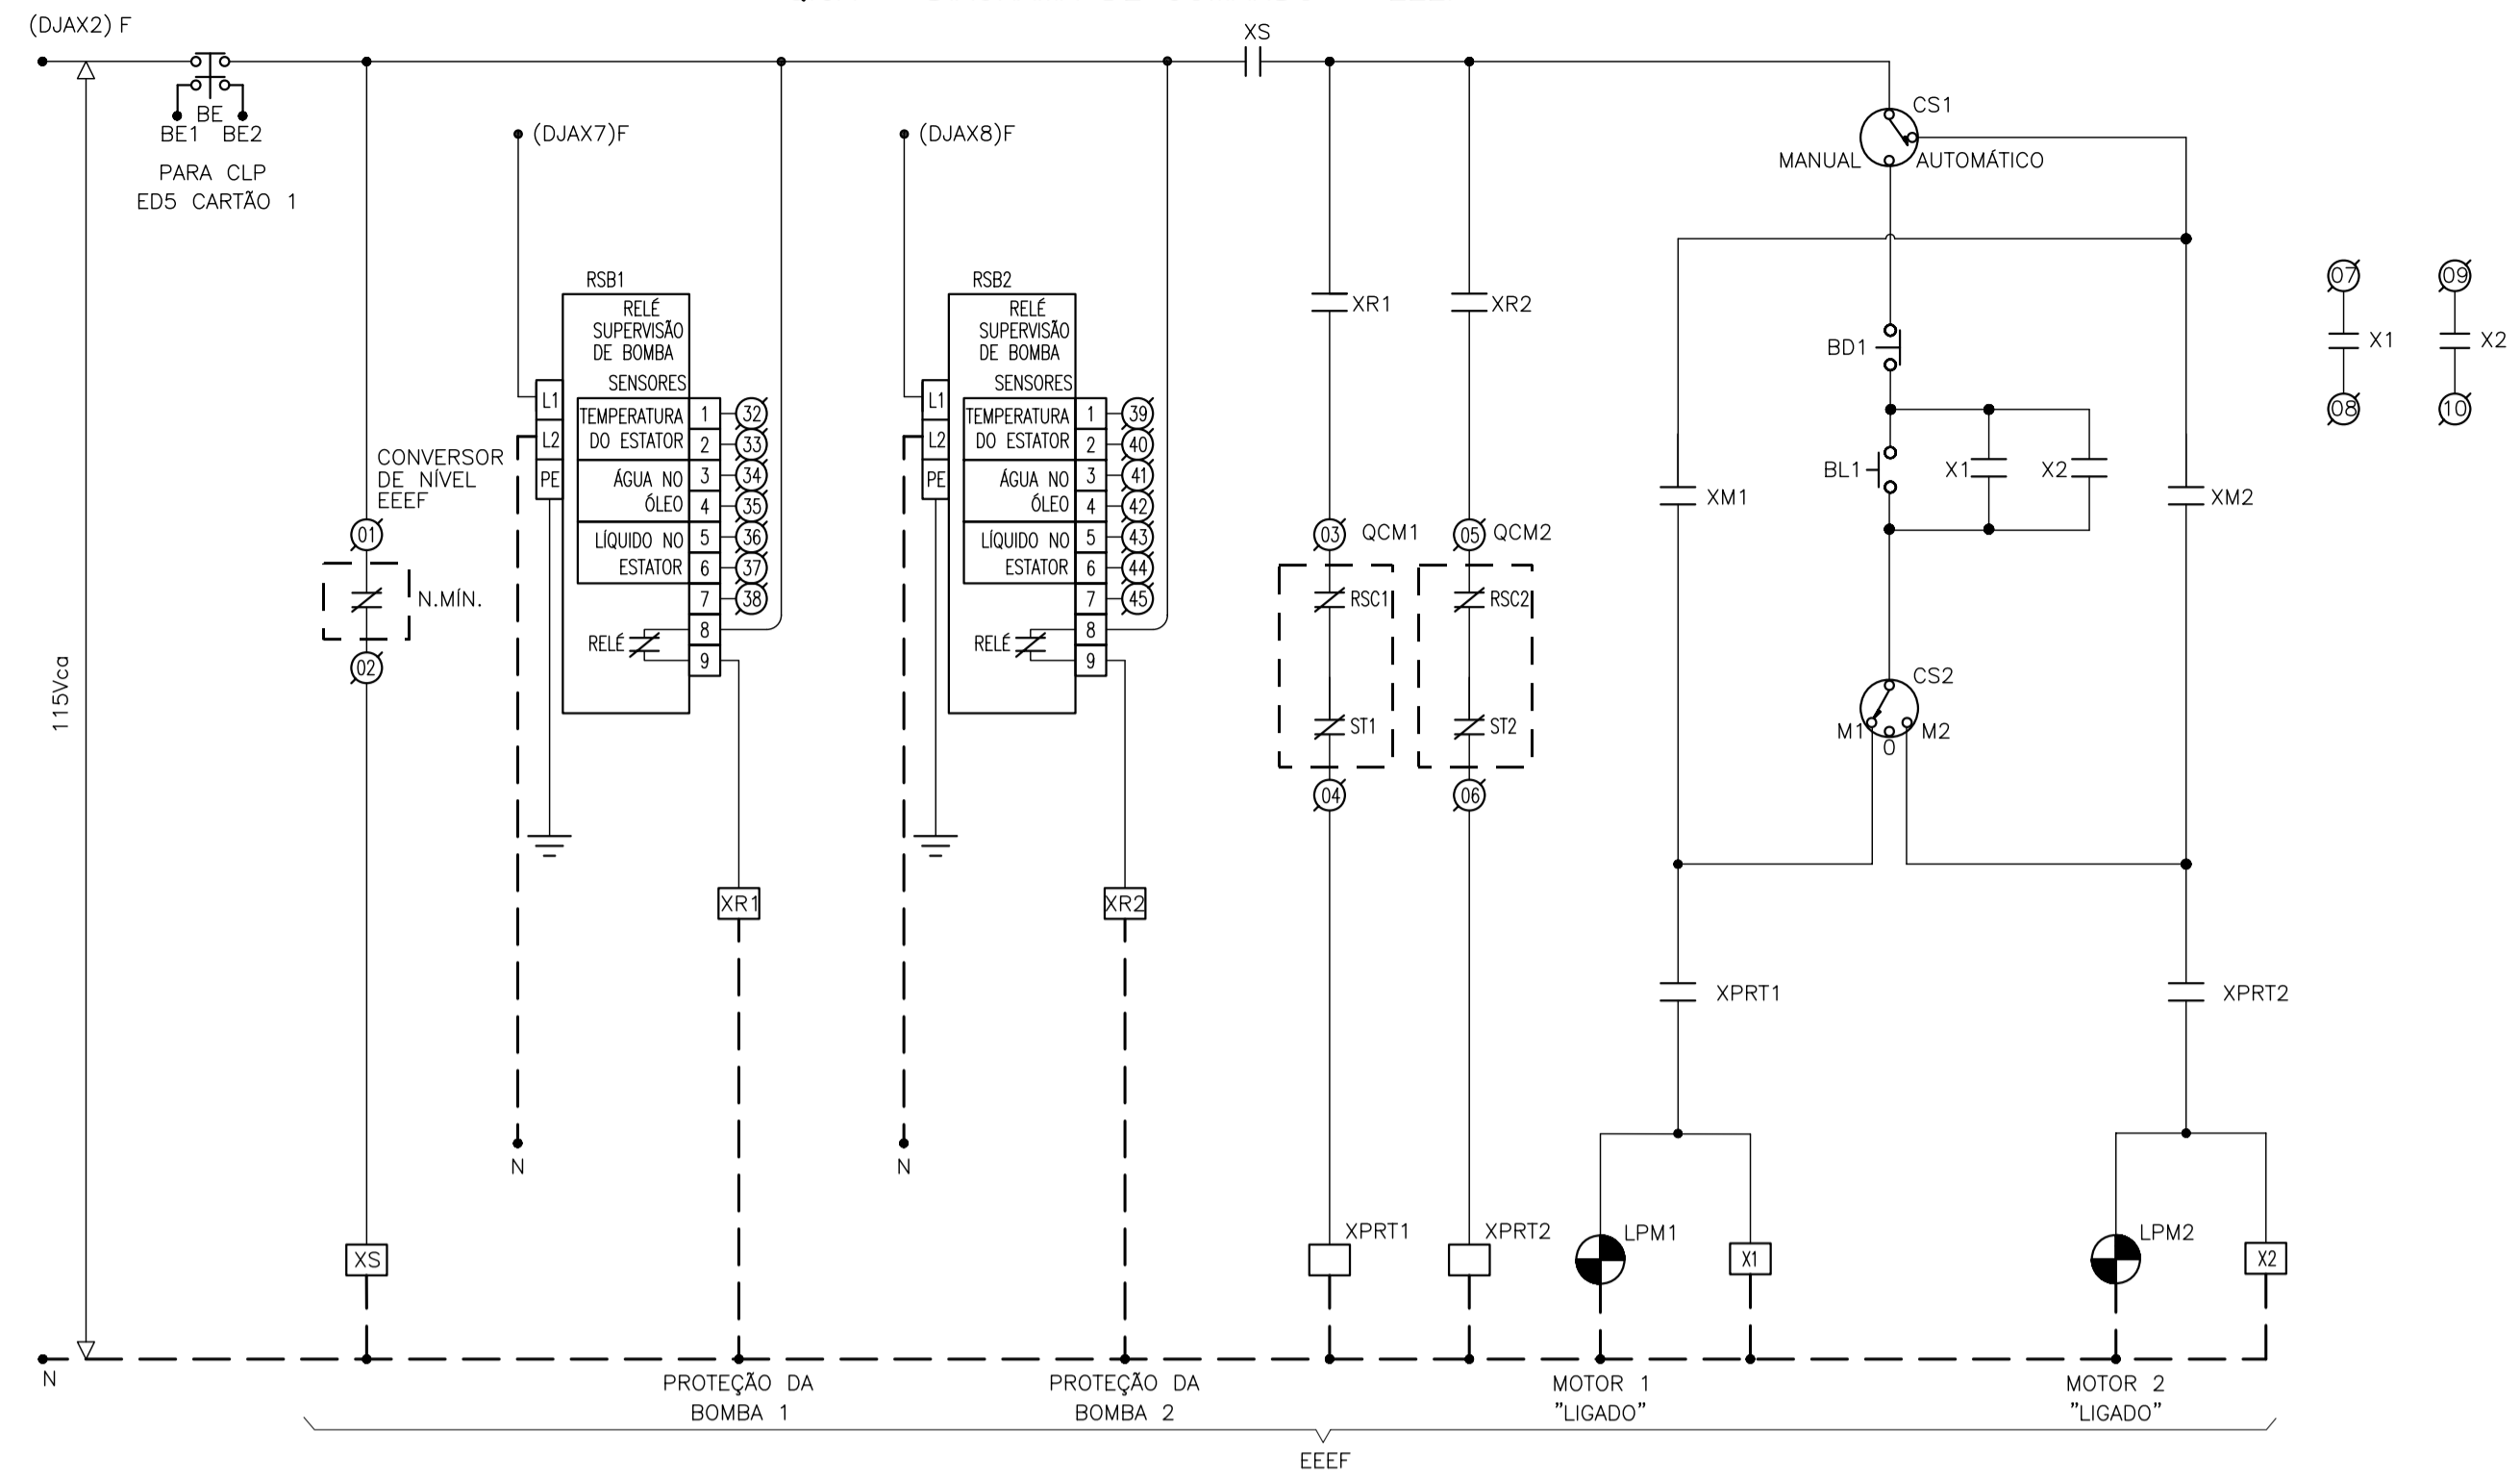 (DJAX2) F
XS
BE
BE1 BE2
PARA CLP
ED5 CARTÃO 1
(DJAX7)F
(DJAX8)F
CS1
MANUAL AUTOMÁTICO
115Vca
CONVERSOR
DE NÍVEL
EEEF
01
N.MÍN.
02
XS
N
RSB1
RELÉ
SUPERVISÃO
DE BOMBA
SENSORES
L1
L2
PE
TEMPERATURA
DO ESTATOR
ÁGUA NO
ÓLEO
LÍQUIDO NO
ESTATOR
RELÉ
1 32
2 33
3 34
4 35
5 36
6 37
7 38
8
9
XR1
N
RSB2
RELÉ
SUPERVISÃO
DE BOMBA
SENSORES
L1
L2
PE
TEMPERATURA
DO ESTATOR
ÁGUA NO
ÓLEO
LÍQUIDO NO
ESTATOR
RELÉ
1 39
2 40
3 41
4 42
5 43
6 44
7 45
8
9
XR2
N
XR1
03 QCM1
RSC1
ST1
04
XPRT1
XR2
05 QCM2
RSC2
ST2
06
XPRT2
BD1
BL1
X1
X2
XM1
XM2
CS2
M1
0
M2
XPRT1
XPRT2
LPM1
X1
LPM2
X2
07
X1
08
09
X2
10
PROTEÇÃO DA
BOMBA 1
PROTEÇÃO DA
BOMBA 2
MOTOR 1
"LIGADO"
MOTOR 2
"LIGADO"
EEEF